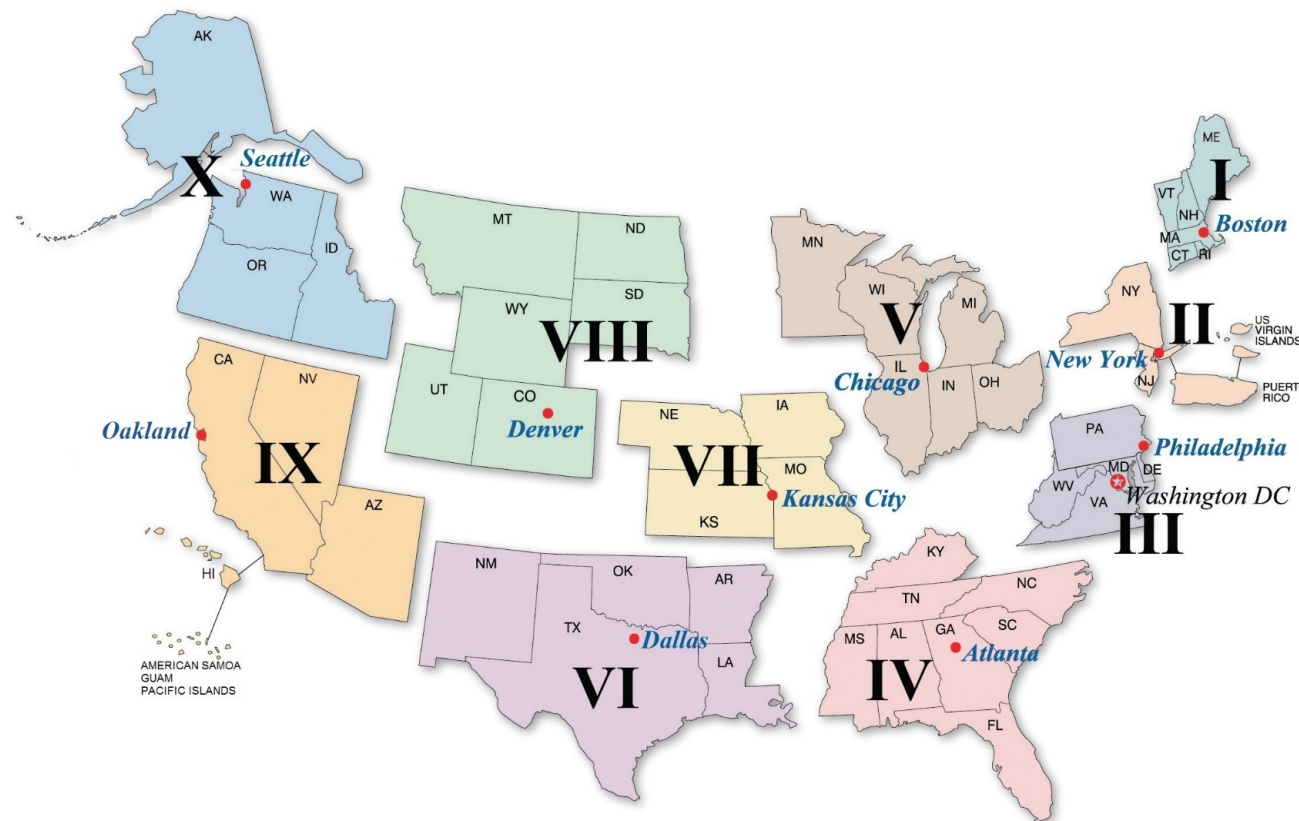 AK
X
Seattle
WA
ID
OR
MT
ND
SD
WY
VIII
UT
CO
Denver
MN
WI
MI
V
IL
IN
OH
Chicago
ME
I
VT
NH
MA
CT
RI
Boston
NY
II
US
VIRGIN
ISLANDS
New York
NJ
PUERTO
RICO
CA
NV
Oakland
IX
AZ
HI
AMERICAN SAMOA
GUAM
PACIFIC ISLANDS
NE
IA
VII
MO
Kansas City
KS
PA
Philadelphia
MD
DE
WV
VA
Washington DC
III
NM
OK
AR
TX
Dallas
LA
VI
KY
NC
TN
SC
MS
AL
GA
Atlanta
IV
FL